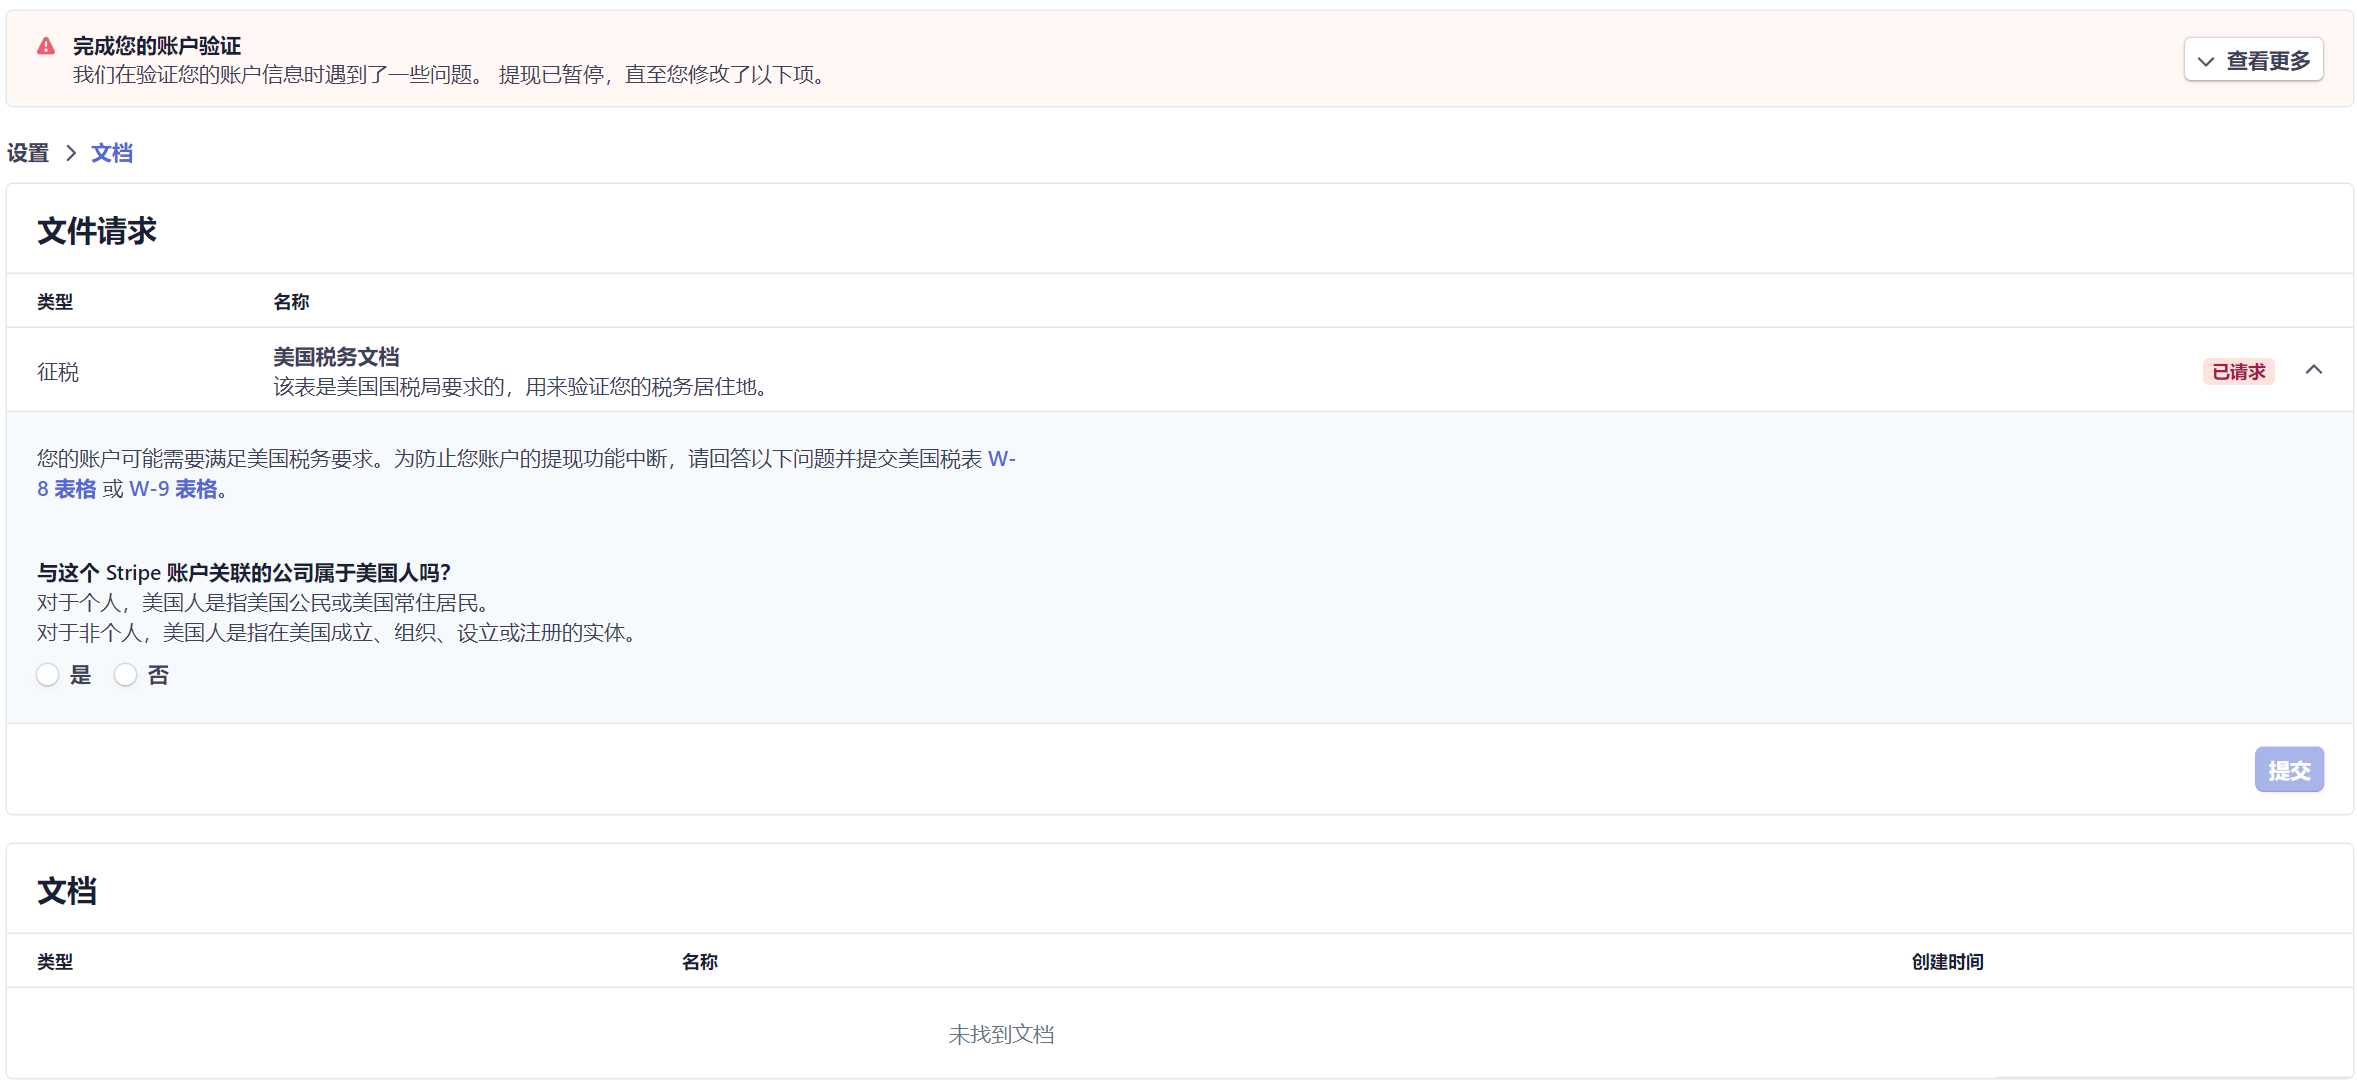 完成您的账户验证
我们在验证您的账户信息时遇到了一些问题。 提现已暂停，直至您修改了以下项。
查看更多
设置 > 文档
文件请求
类型 名称
征税
美国税务文档
该表是美国国税局要求的，用来验证您的税务居住地。
已请求
您的账户可能需要满足美国税务要求。为防止您账户的提现功能中断，请回答以下问题并提交美国税表 W-
8 表格 或 W-9 表格。
与这个 Stripe 账户关联的公司属于美国人吗？
对于个人，美国人是指美国公民或美国常住居民。
对于非个人，美国人是指在美国成立、组织、设立或注册的实体。
是 否
提交
文档
类型 名称 创建时间
未找到文档